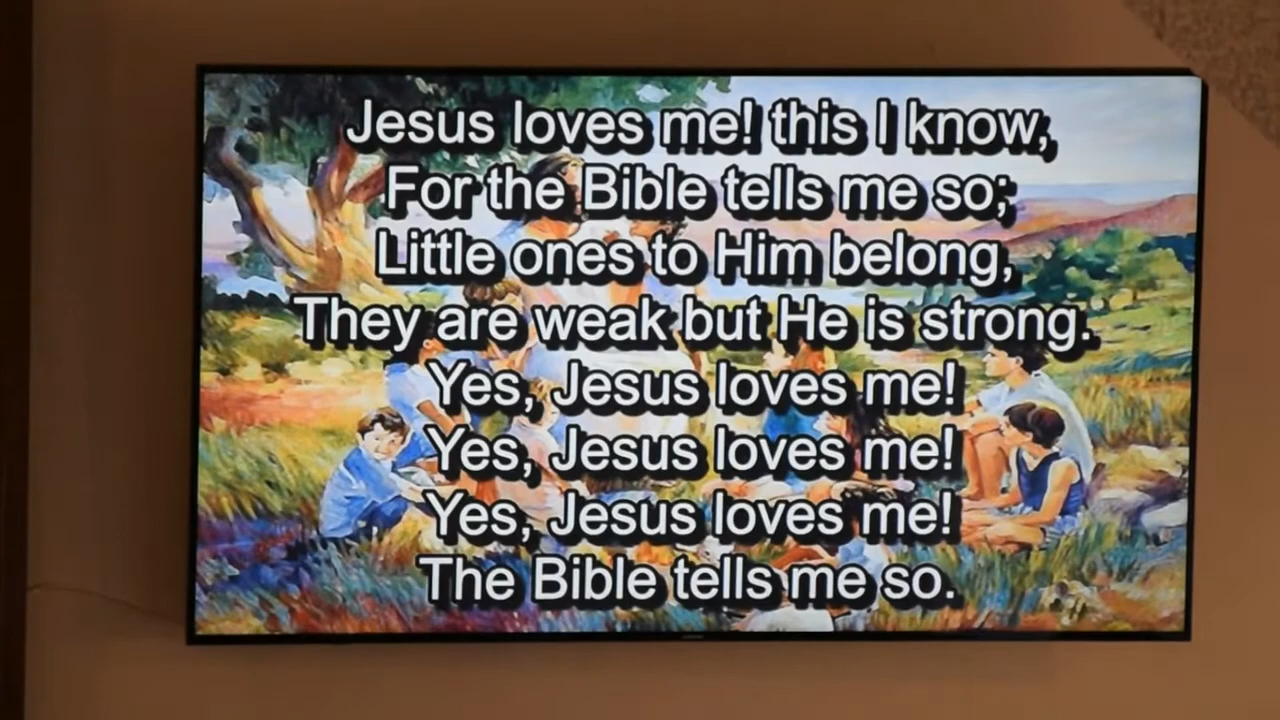 Jesus loves me! this I know,
For the Bible tells me so;
Little ones to Him belong,
They are weak but He is strong.
Yes, Jesus loves me!
Yes, Jesus loves me!
Yes, Jesus loves me!
The Bible tells me so.